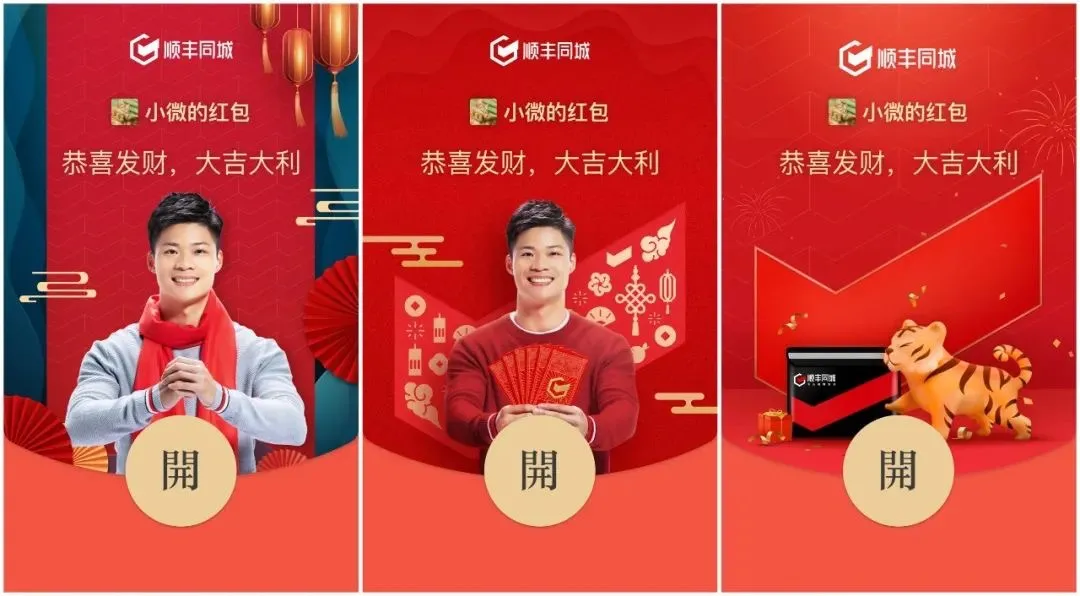 顺丰同城
小微的红包
恭喜发财，大吉大利
開
顺丰同城
小微的红包
恭喜发财，大吉大利
開
顺丰同城
小微的红包
恭喜发财，大吉大利
顺丰同城
開